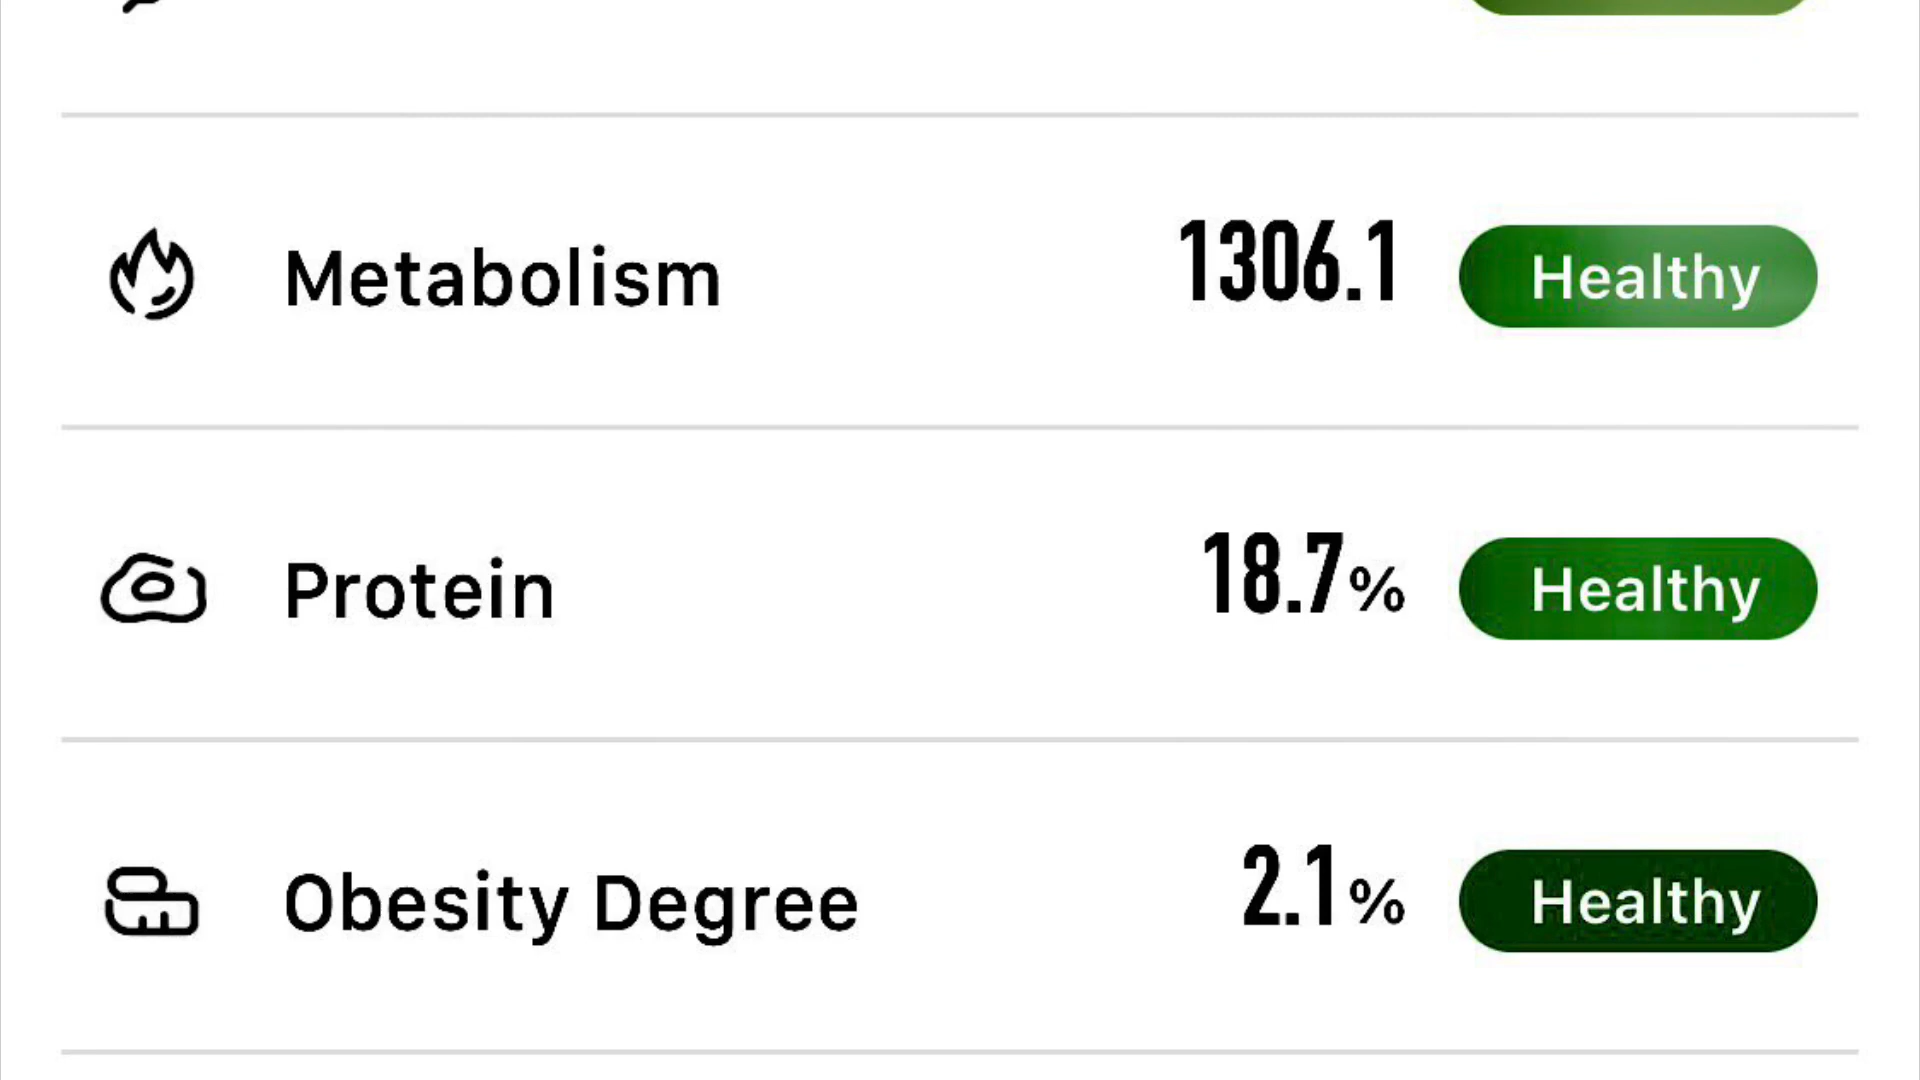 Metabolism 1306.1 Healthy
Protein 18.7% Healthy
Obesity Degree 2.1% Healthy